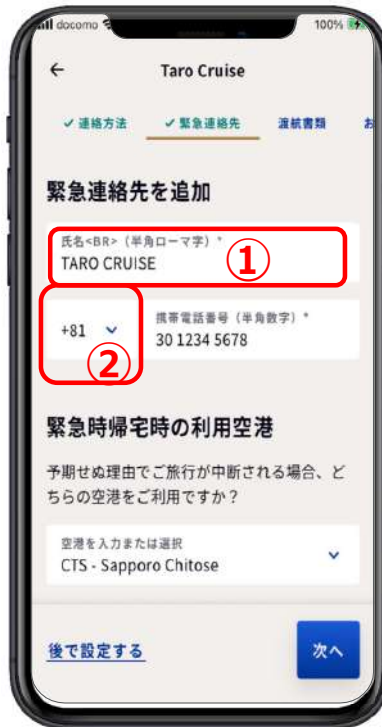 docomo
100%
← Taro Cruise
✓ 連絡方法 ✓ 緊急連絡先 渡航書類 お
緊急連絡先を追加
氏名<BR>（半角ローマ字）*
TARO CRUISE
①
+81
携帯電話番号（半角数字）*
30 1234 5678
②
緊急時帰宅時の利用空港
予期せぬ理由でご旅行が中断される場合、ど
ちらの空港をご利用ですか？
空港を入力または選択
CTS - Sapporo Chitose
後で設定する
次へ